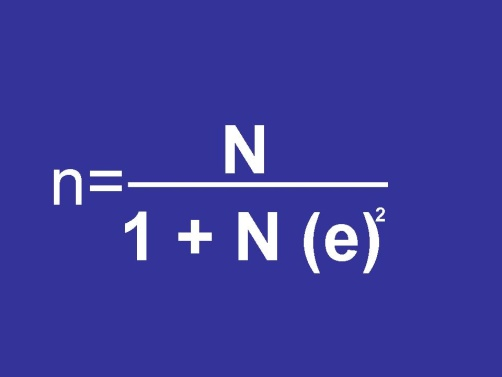 N
n=
1 + N (e)²